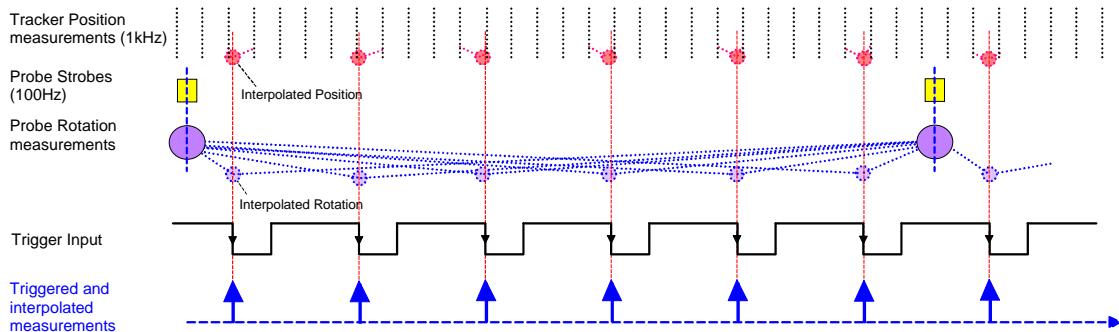 Tracker Position
measurements (1kHz)
Probe Strobes
(100Hz)
Interpolated Position
Probe Rotation
measurements
Interpolated Rotation
Trigger Input
Triggered and
interpolated
measurements